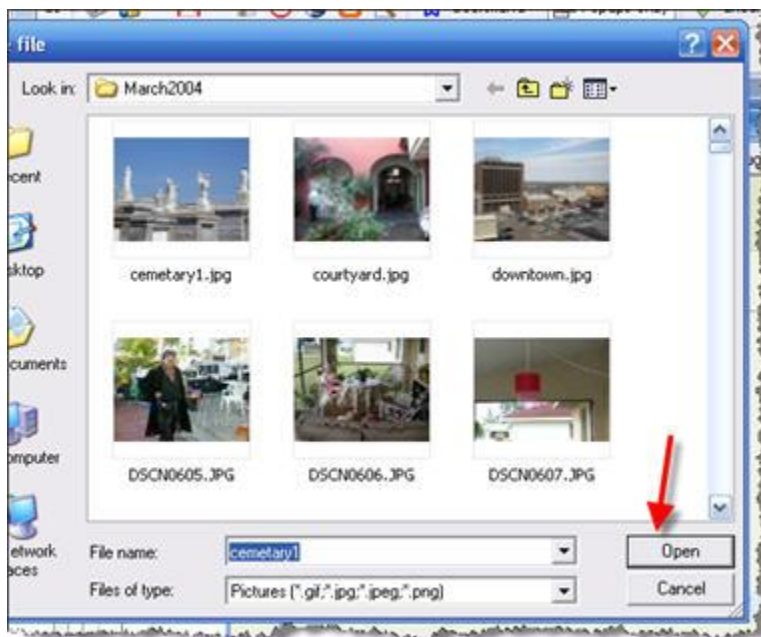 file
Look in: March2004
ecent
sktop
cuments
omputer
etwork
aces
cemetary1.jpg courtyard.jpg downtown.jpg
DSCN0605.JPG DSCN0606.JPG DSCN0607.JPG
File name: cemetary1 Open
Files of type: Pictures (*.gif;*.jpg;*.jpeg;*.png) Cancel